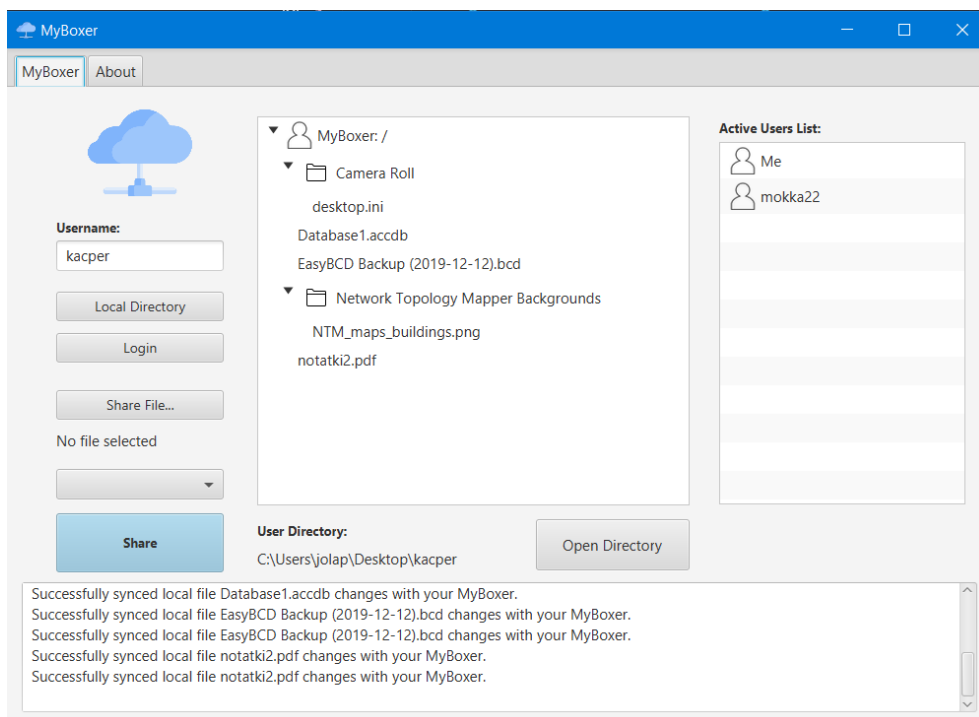 MyBoxer
MyBoxer About
Username:
kacper
Local Directory
Login
Share File...
No file selected
Share
MyBoxer: /
Camera Roll
desktop.ini
Database1.accdb
EasyBCD Backup (2019-12-12).bcd
Network Topology Mapper Backgrounds
NTM_maps_buildings.png
notatki2.pdf
Active Users List:
Me
mokka22
User Directory:
C:\Users\jolap\Desktop\kacper
Open Directory
Successfully synced local file Database1.accdb changes with your MyBoxer.
Successfully synced local file EasyBCD Backup (2019-12-12).bcd changes with your MyBoxer.
Successfully synced local file EasyBCD Backup (2019-12-12).bcd changes with your MyBoxer.
Successfully synced local file notatki2.pdf changes with your MyBoxer.
Successfully synced local file notatki2.pdf changes with your MyBoxer.